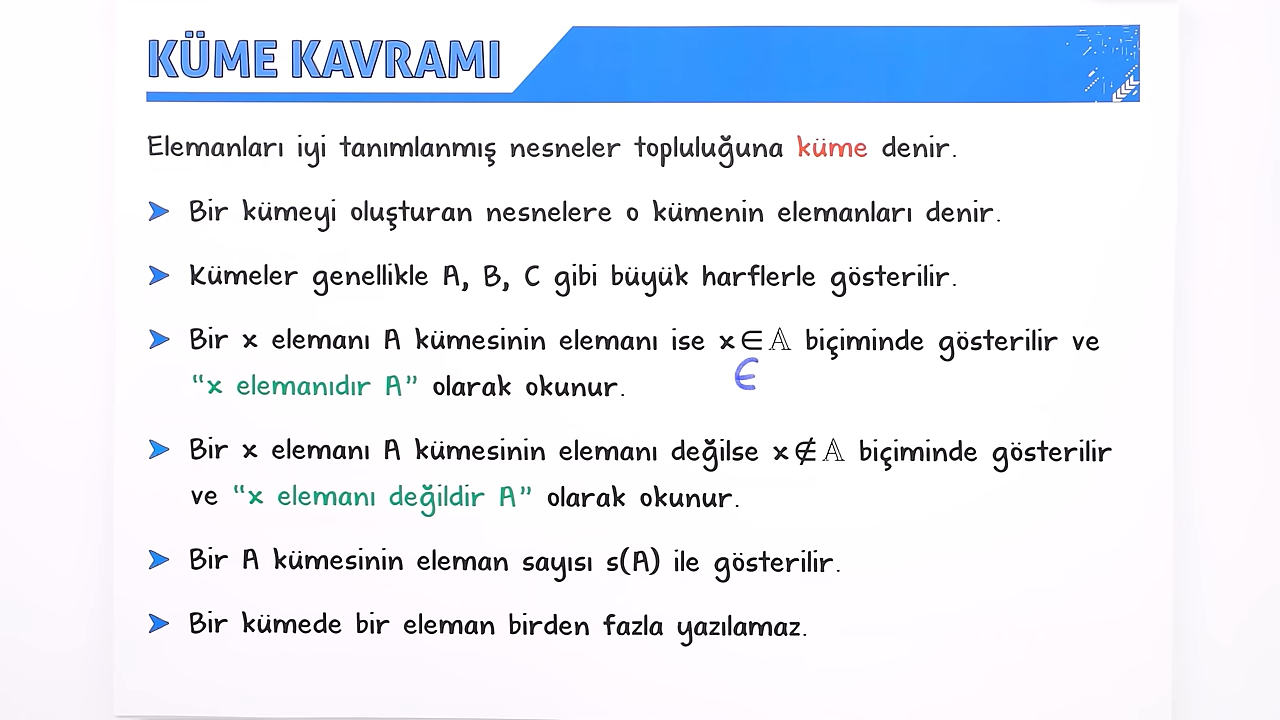 KÜME KAVRAMI
Elemanları iyi tanımlanmış nesneler topluluğuna küme denir.
➤ Bir kümeyi oluşturan nesnelere o kümenin elemanları denir.
➤ Kümeler genellikle A, B, C gibi büyük harflerle gösterilir.
➤ Bir x elemanı A kümesinin elemanı ise x ∈ 𝔸 biçiminde gösterilir ve
∈
“x elemanıdır A” olarak okunur.
➤ Bir x elemanı A kümesinin elemanı değilse x ∉ 𝔸 biçiminde gösterilir
ve “x elemanı değildir A” olarak okunur.
➤ Bir A kümesinin eleman sayısı s(A) ile gösterilir.
➤ Bir kümede bir eleman birden fazla yazılamaz.